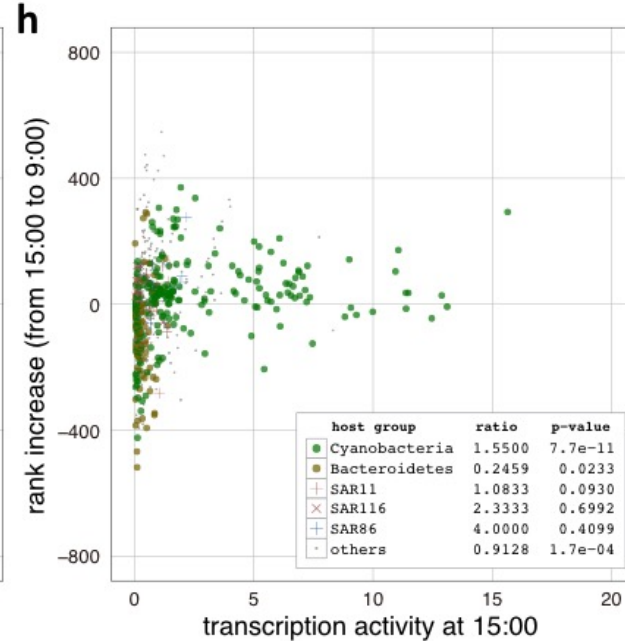 h
800
400
0
−400
−800
rank increase (from 15:00 to 9:00)
host group ratio p-value
Cyanobacteria 1.5500 7.7e-11
Bacteroidetes 0.2459 0.0233
SAR11 1.0833 0.0930
SAR116 2.3333 0.6992
SAR86 4.0000 0.4099
others 0.9128 1.7e-04
0 5 10 15 20
transcription activity at 15:00